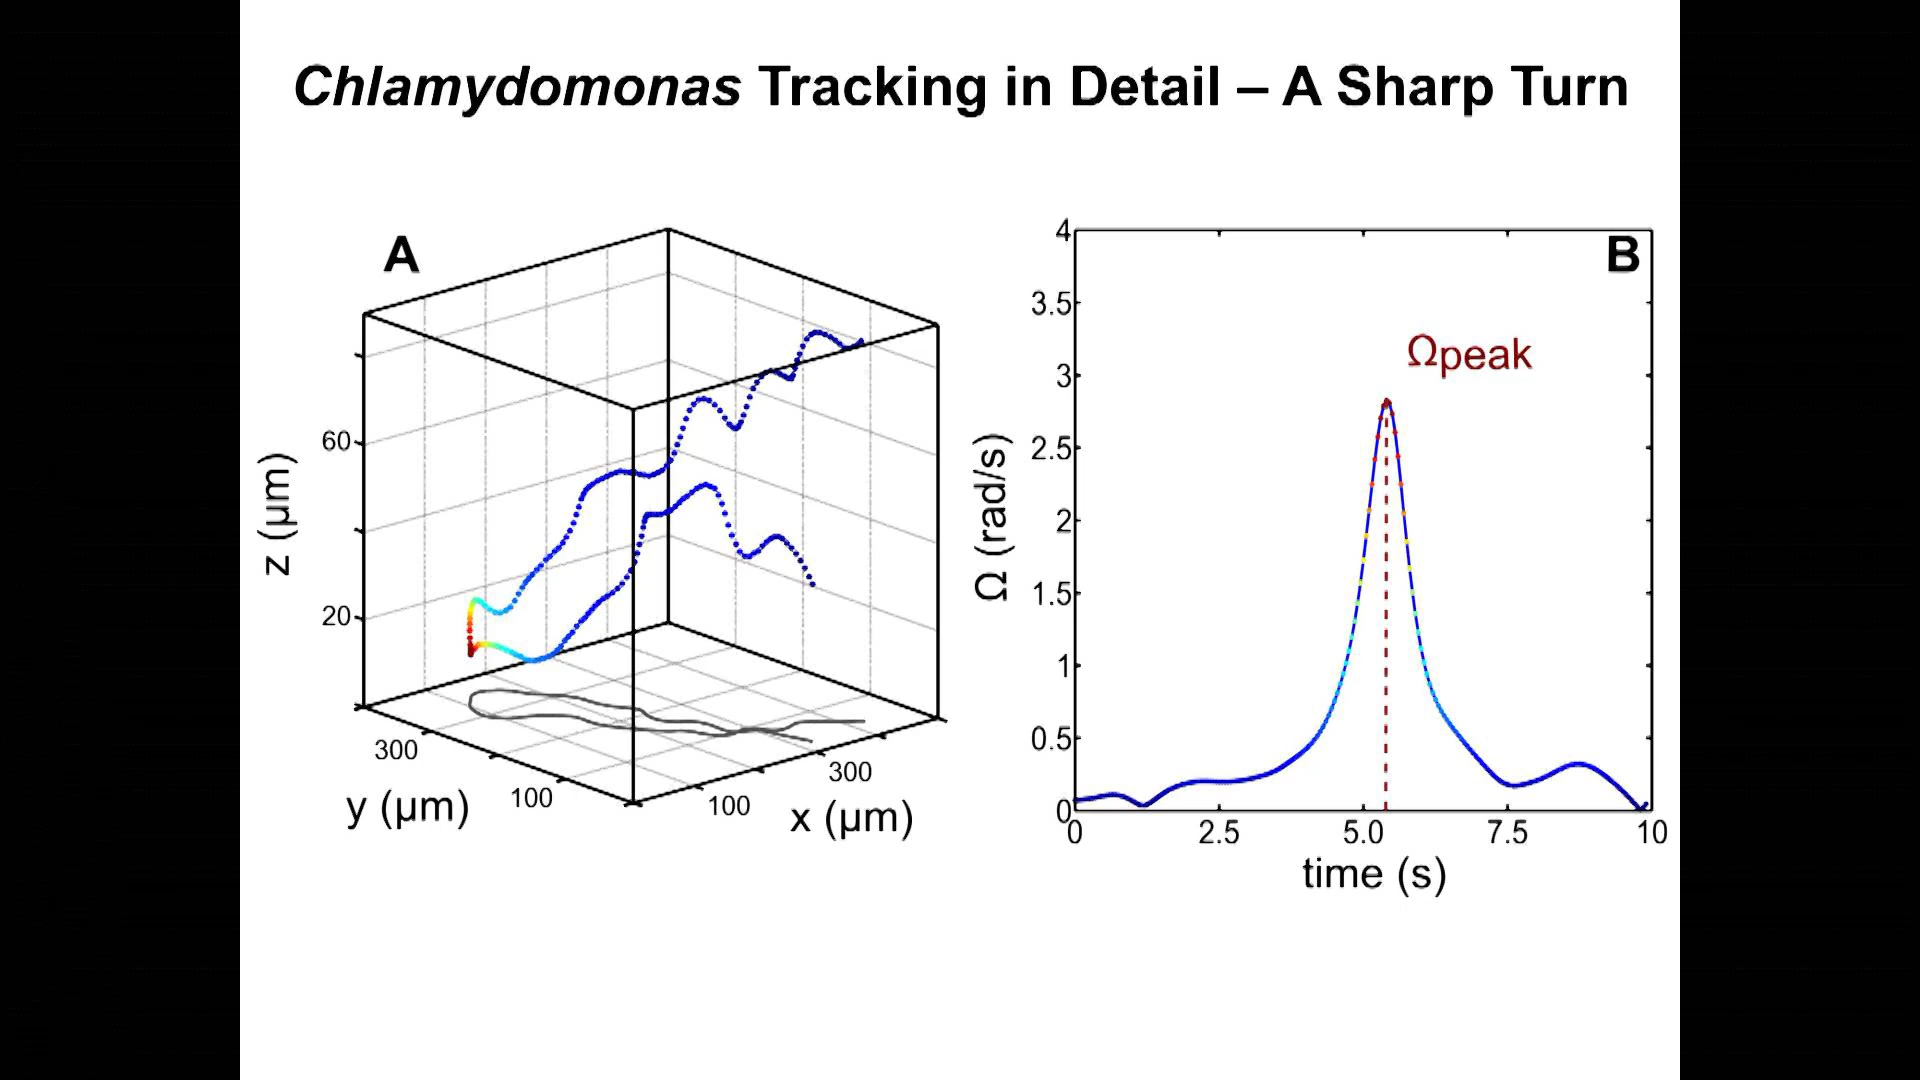 Chlamydomonas Tracking in Detail – A Sharp Turn
A
z (µm)
60
20
300
100
y (µm)
100
300
x (µm)
B
Ωpeak
Ω (rad/s)
4
3.5
3
2.5
2
1.5
1
0.5
0
0 2.5 5.0 7.5 10
time (s)